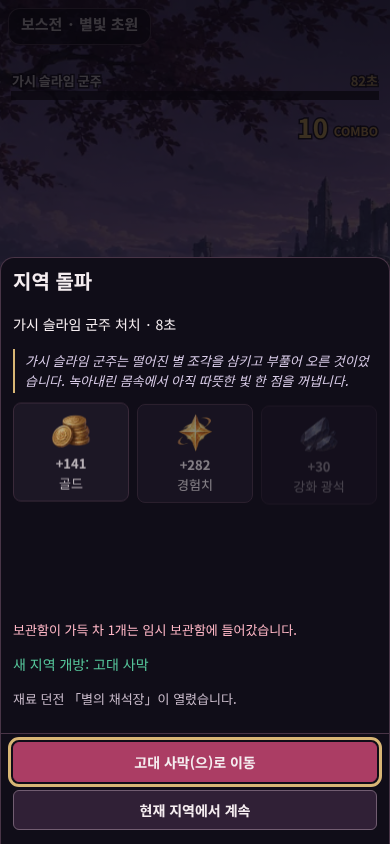 보스전 · 별빛 초원
가시 슬라임 군주
82초
10 COMBO
지역 돌파
가시 슬라임 군주 처치 · 8초
가시 슬라임 군주는 떨어진 별 조각을 삼키고 부풀어 오른 것이었
습니다. 녹아내린 몸속에서 아직 따뜻한 빛 한 점을 꺼냅니다.
+141
골드
+282
경험치
+30
강화 광석
보관함이 가득 차 1개는 임시 보관함에 들어갔습니다.
새 지역 개방: 고대 사막
재료 던전 「별의 채석장」이 열렸습니다.
고대 사막(으)로 이동
현재 지역에서 계속